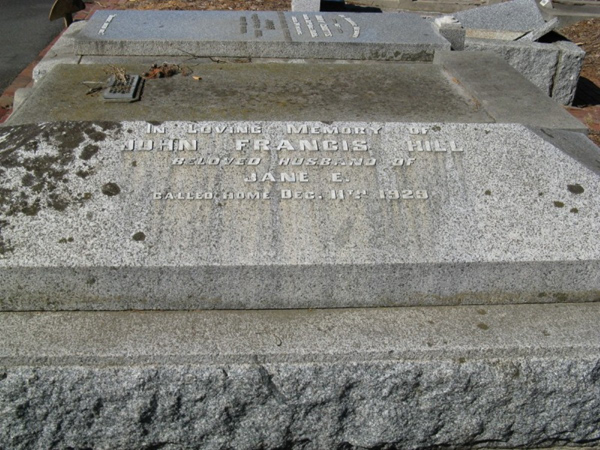 In Loving Memory of
JOHN FRANCIS HILL
BELOVED HUSBAND OF
JANE E.
CALLED HOME DEC. 11TH 1929